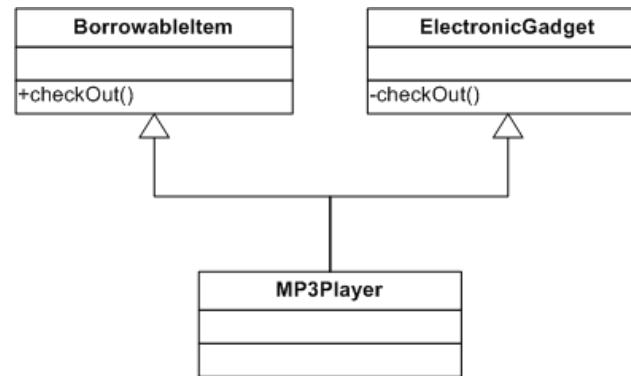 BorrowableItem
+checkOut()
ElectronicGadget
-checkOut()
MP3Player